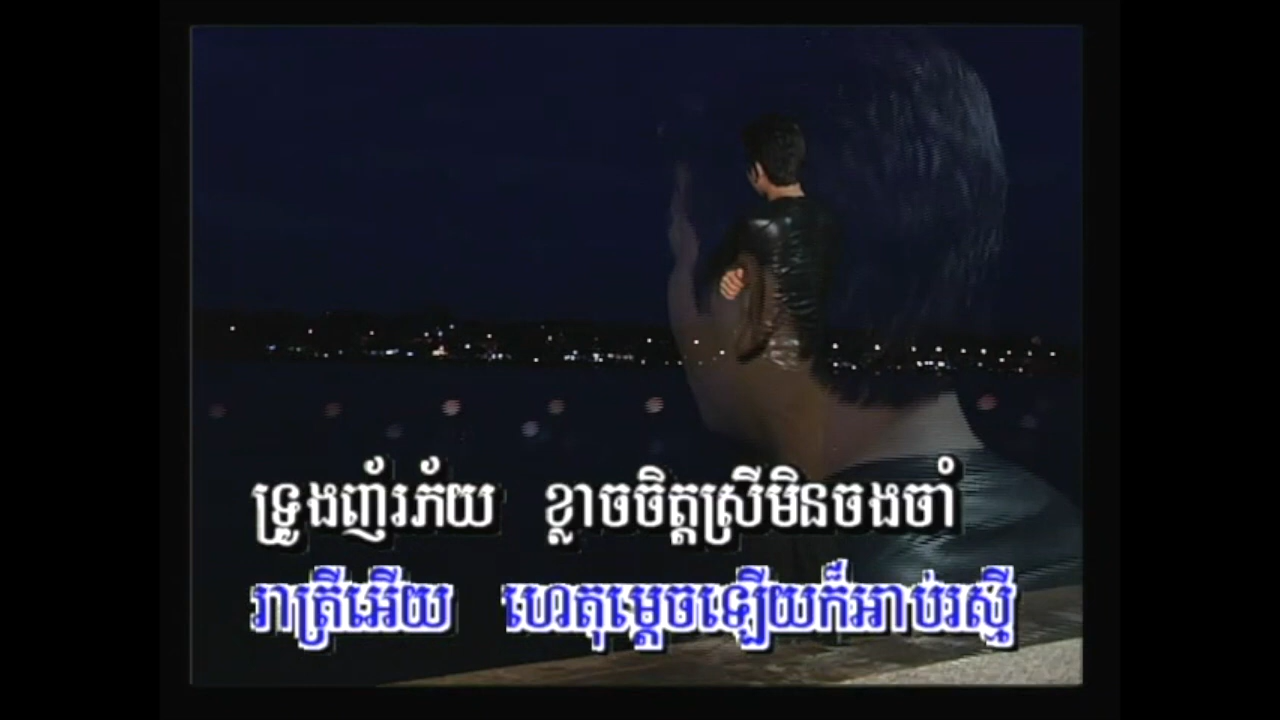 ទ្រូងញ័រភ័យ ខ្លាចចិត្តស្រីមិនចងចាំ
រាត្រីអើយ ហេតុម្ដេចឡើយក៏អាប់រស្មី